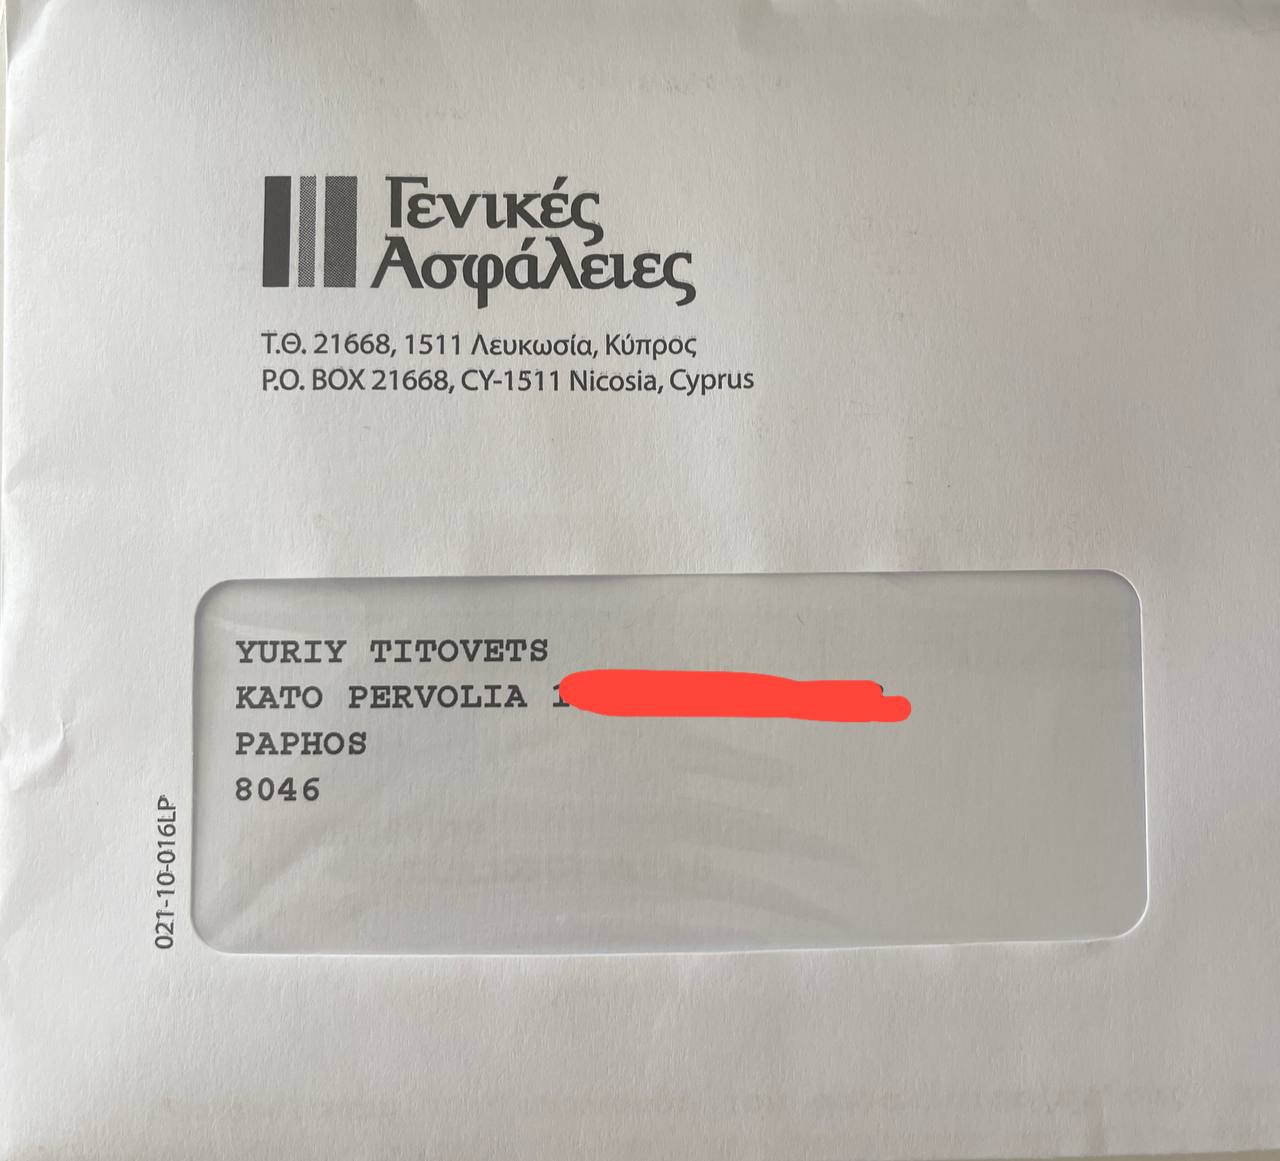 Γενικές
Ασφάλειες
Τ.Θ. 21668, 1511 Λευκωσία, Κύπρος
P.O. BOX 21668, CY-1511 Nicosia, Cyprus
YURIY TITOVETS
KATO PERVOLIA
PAPHOS
8046
021-10-016LP